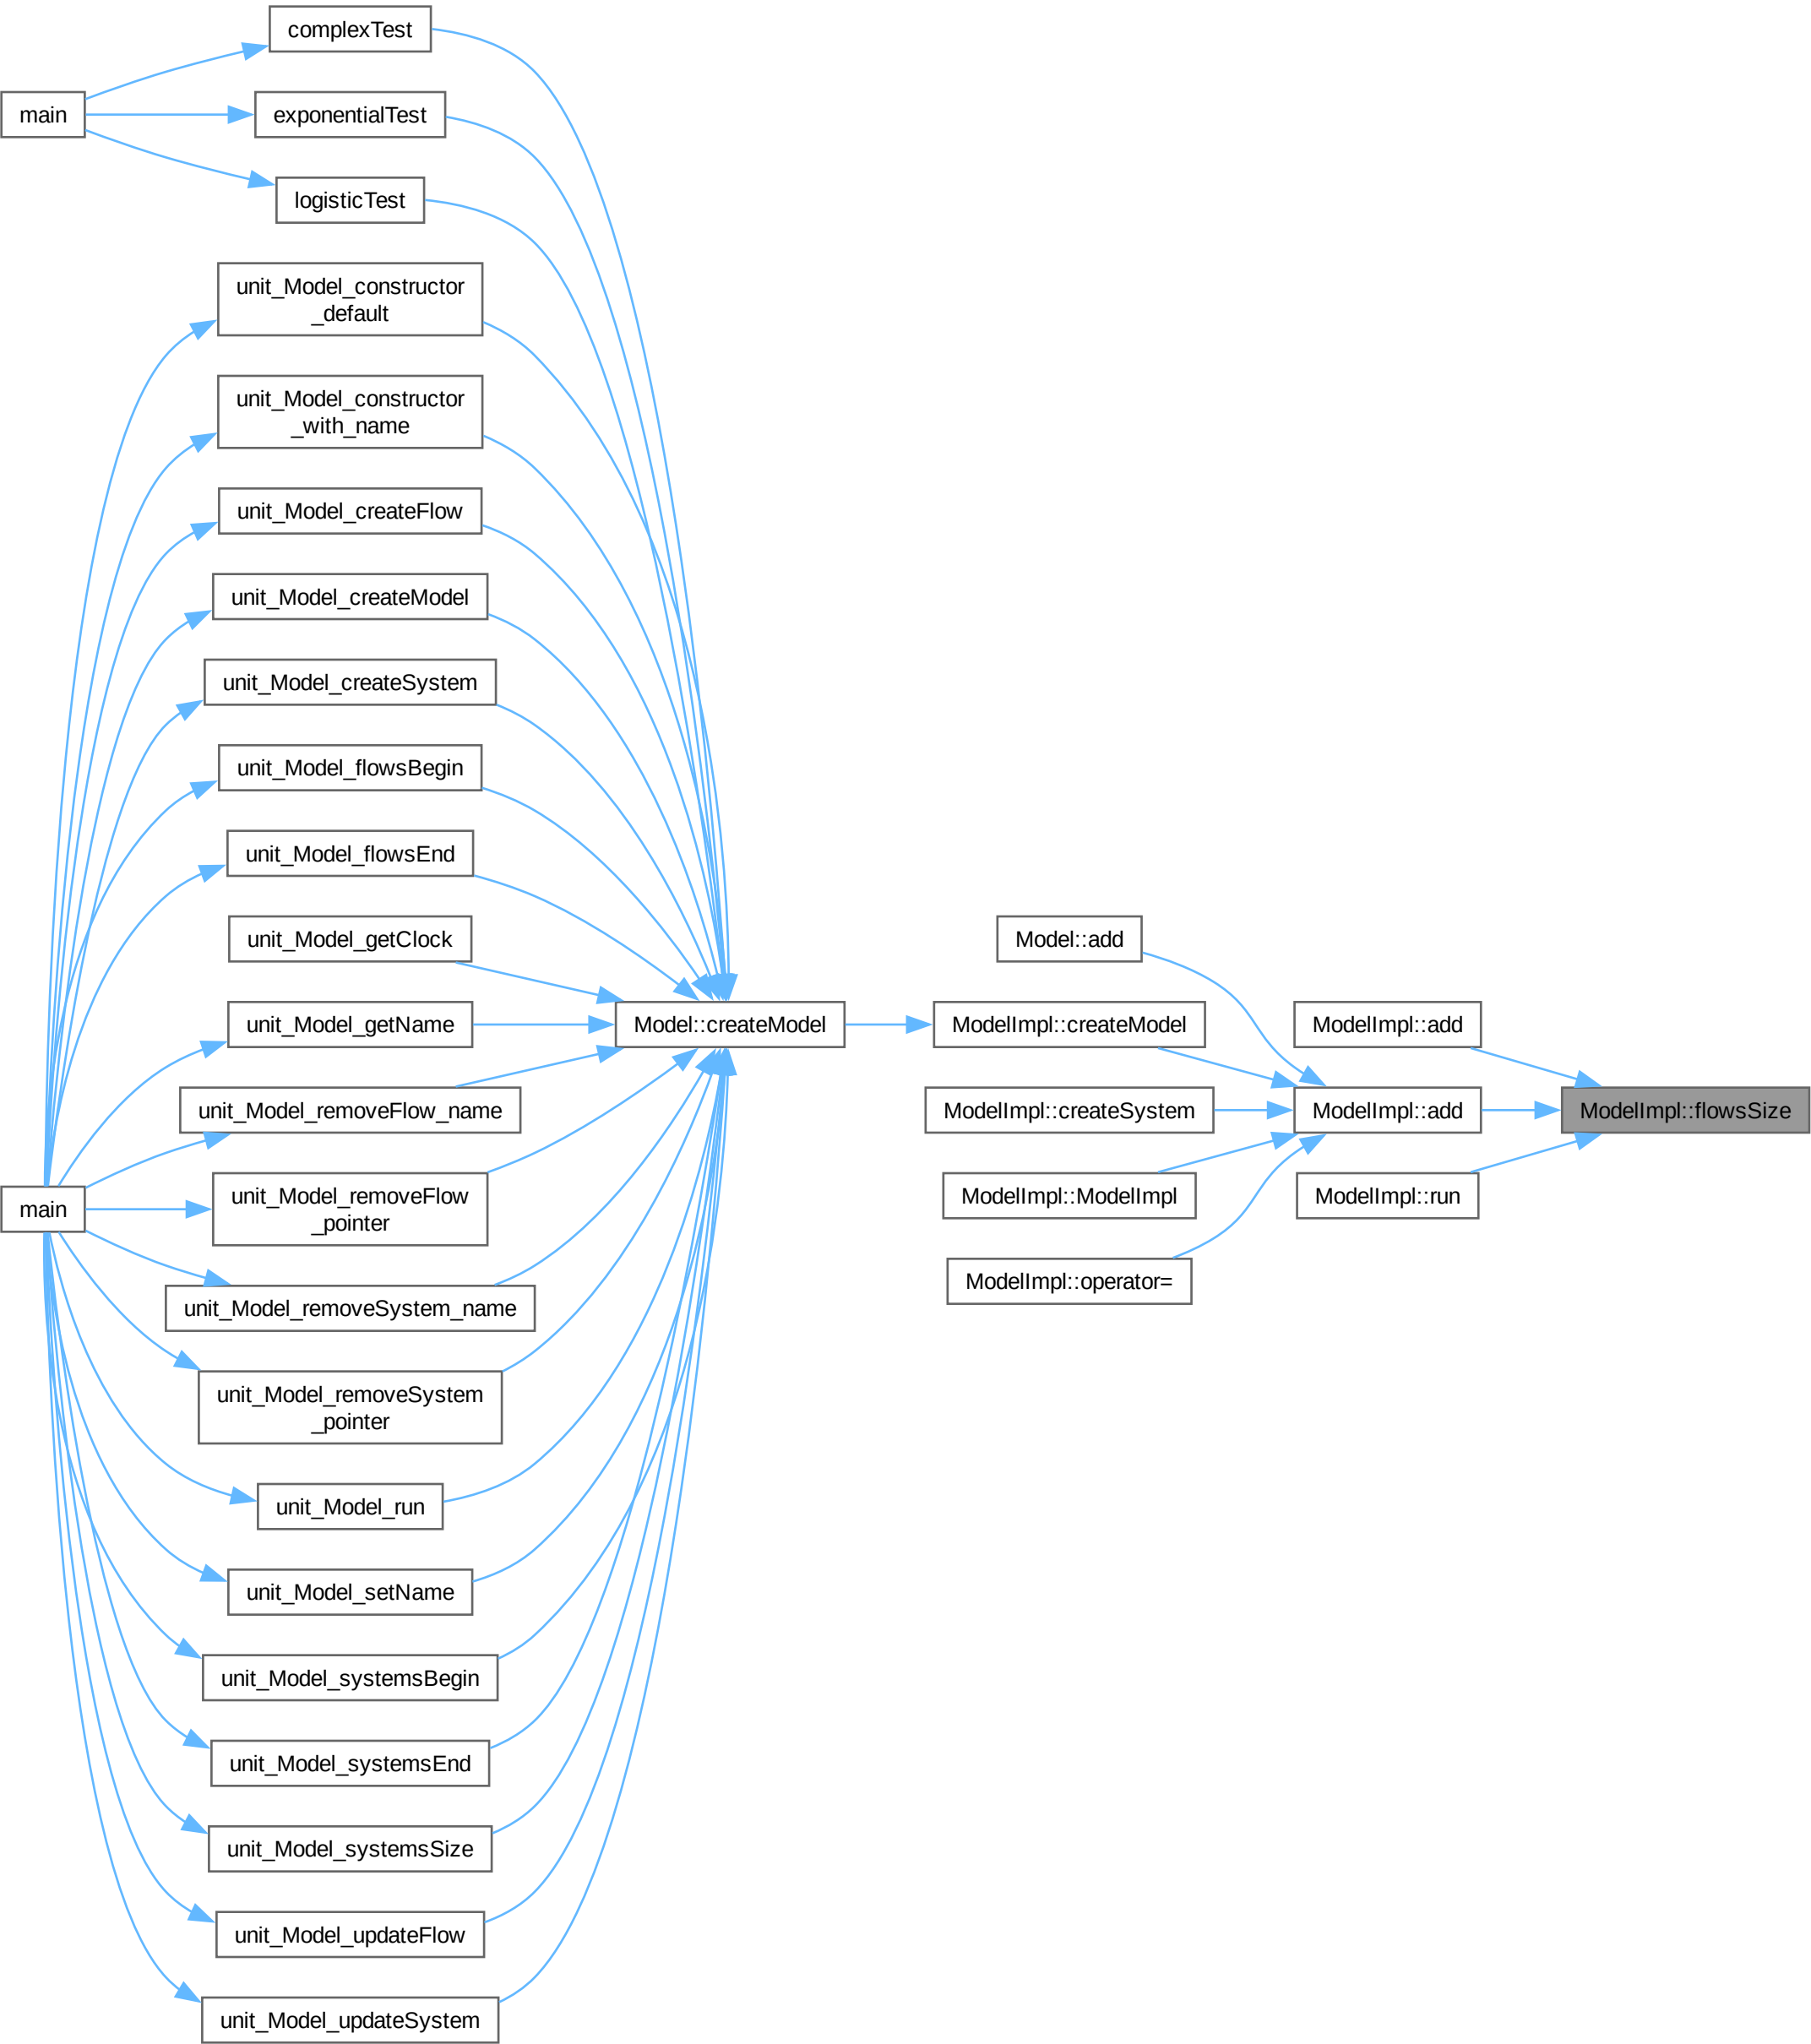 complexTest
main
exponentialTest
logisticTest
unit_Model_constructor
_default
unit_Model_constructor
_with_name
unit_Model_createFlow
unit_Model_createModel
unit_Model_createSystem
unit_Model_flowsBegin
unit_Model_flowsEnd
unit_Model_getClock
unit_Model_getName
unit_Model_removeFlow_name
main
unit_Model_removeFlow
_pointer
unit_Model_removeSystem_name
unit_Model_removeSystem
_pointer
unit_Model_run
unit_Model_setName
unit_Model_systemsBegin
unit_Model_systemsEnd
unit_Model_systemsSize
unit_Model_updateFlow
unit_Model_updateSystem
Model::createModel
Model::add
ModelImpl::createModel
ModelImpl::createSystem
ModelImpl::ModelImpl
ModelImpl::operator=
ModelImpl::add
ModelImpl::add
ModelImpl::run
ModelImpl::flowsSize